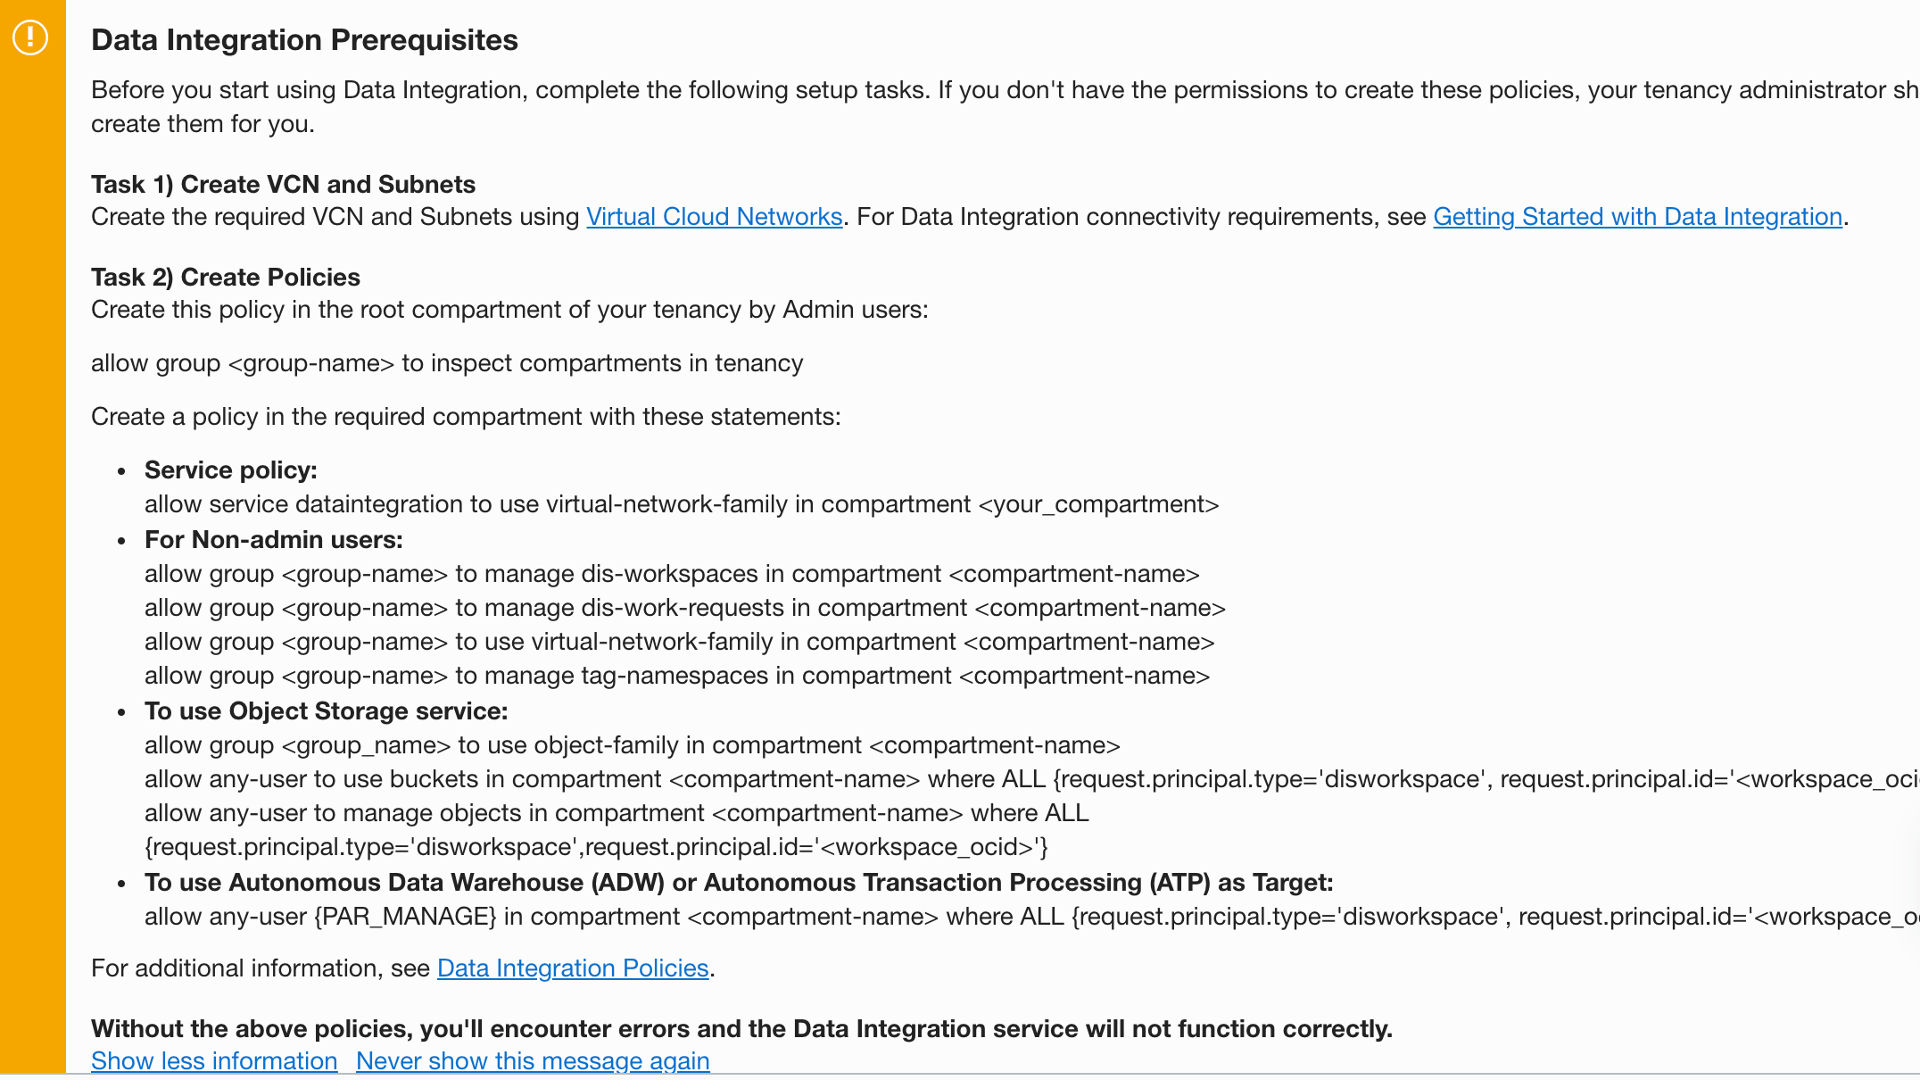 Data Integration Prerequisites
Before you start using Data Integration, complete the following setup tasks. If you don't have the permissions to create these policies, your tenancy administrator sh
create them for you.
Task 1) Create VCN and Subnets
Create the required VCN and Subnets using Virtual Cloud Networks. For Data Integration connectivity requirements, see Getting Started with Data Integration.
Task 2) Create Policies
Create this policy in the root compartment of your tenancy by Admin users:
allow group <group-name> to inspect compartments in tenancy
Create a policy in the required compartment with these statements:
• Service policy:
allow service dataintegration to use virtual-network-family in compartment <your_compartment>
• For Non-admin users:
allow group <group-name> to manage dis-workspaces in compartment <compartment-name>
allow group <group-name> to manage dis-work-requests in compartment <compartment-name>
allow group <group-name> to use virtual-network-family in compartment <compartment-name>
allow group <group-name> to manage tag-namespaces in compartment <compartment-name>
• To use Object Storage service:
allow group <group_name> to use object-family in compartment <compartment-name>
allow any-user to use buckets in compartment <compartment-name> where ALL {request.principal.type='disworkspace', request.principal.id='<workspace_oci
allow any-user to manage objects in compartment <compartment-name> where ALL
{request.principal.type='disworkspace',request.principal.id='<workspace_ocid>'}
• To use Autonomous Data Warehouse (ADW) or Autonomous Transaction Processing (ATP) as Target:
allow any-user {PAR_MANAGE} in compartment <compartment-name> where ALL {request.principal.type='disworkspace', request.principal.id='<workspace_o
For additional information, see Data Integration Policies.
Without the above policies, you'll encounter errors and the Data Integration service will not function correctly.
Show less information Never show this message again